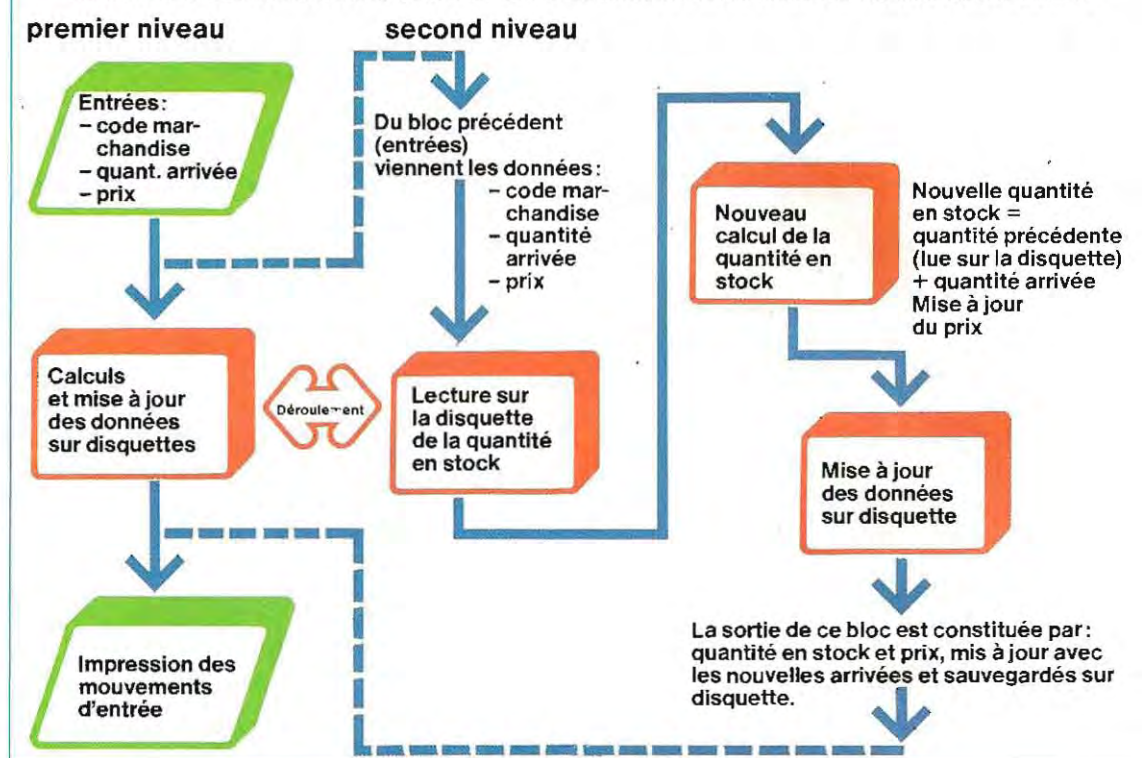 premier niveau
second niveau
Entrées:
– code mar-
chandise
– quant. arrivée
– prix
Du bloc précédent
(entrées)
viennent les données:
– code mar-
chandise
– quantité
arrivée
– prix
Nouveau
calcul de la
quantité en
stock
Nouvelle quantité
en stock =
quantité précédente
(lue sur la disquette)
+ quantité arrivée
Mise à jour
du prix
Calculs
et mise à jour
des données
sur disquettes
Déroulement
Lecture sur
la disquette
de la quantité
en stock
Mise à jour
des données
sur disquette
Impression des
mouvements
d'entrée
La sortie de ce bloc est constituée par:
quantité en stock et prix, mis à jour avec
les nouvelles arrivées et sauvegardés sur
disquette.